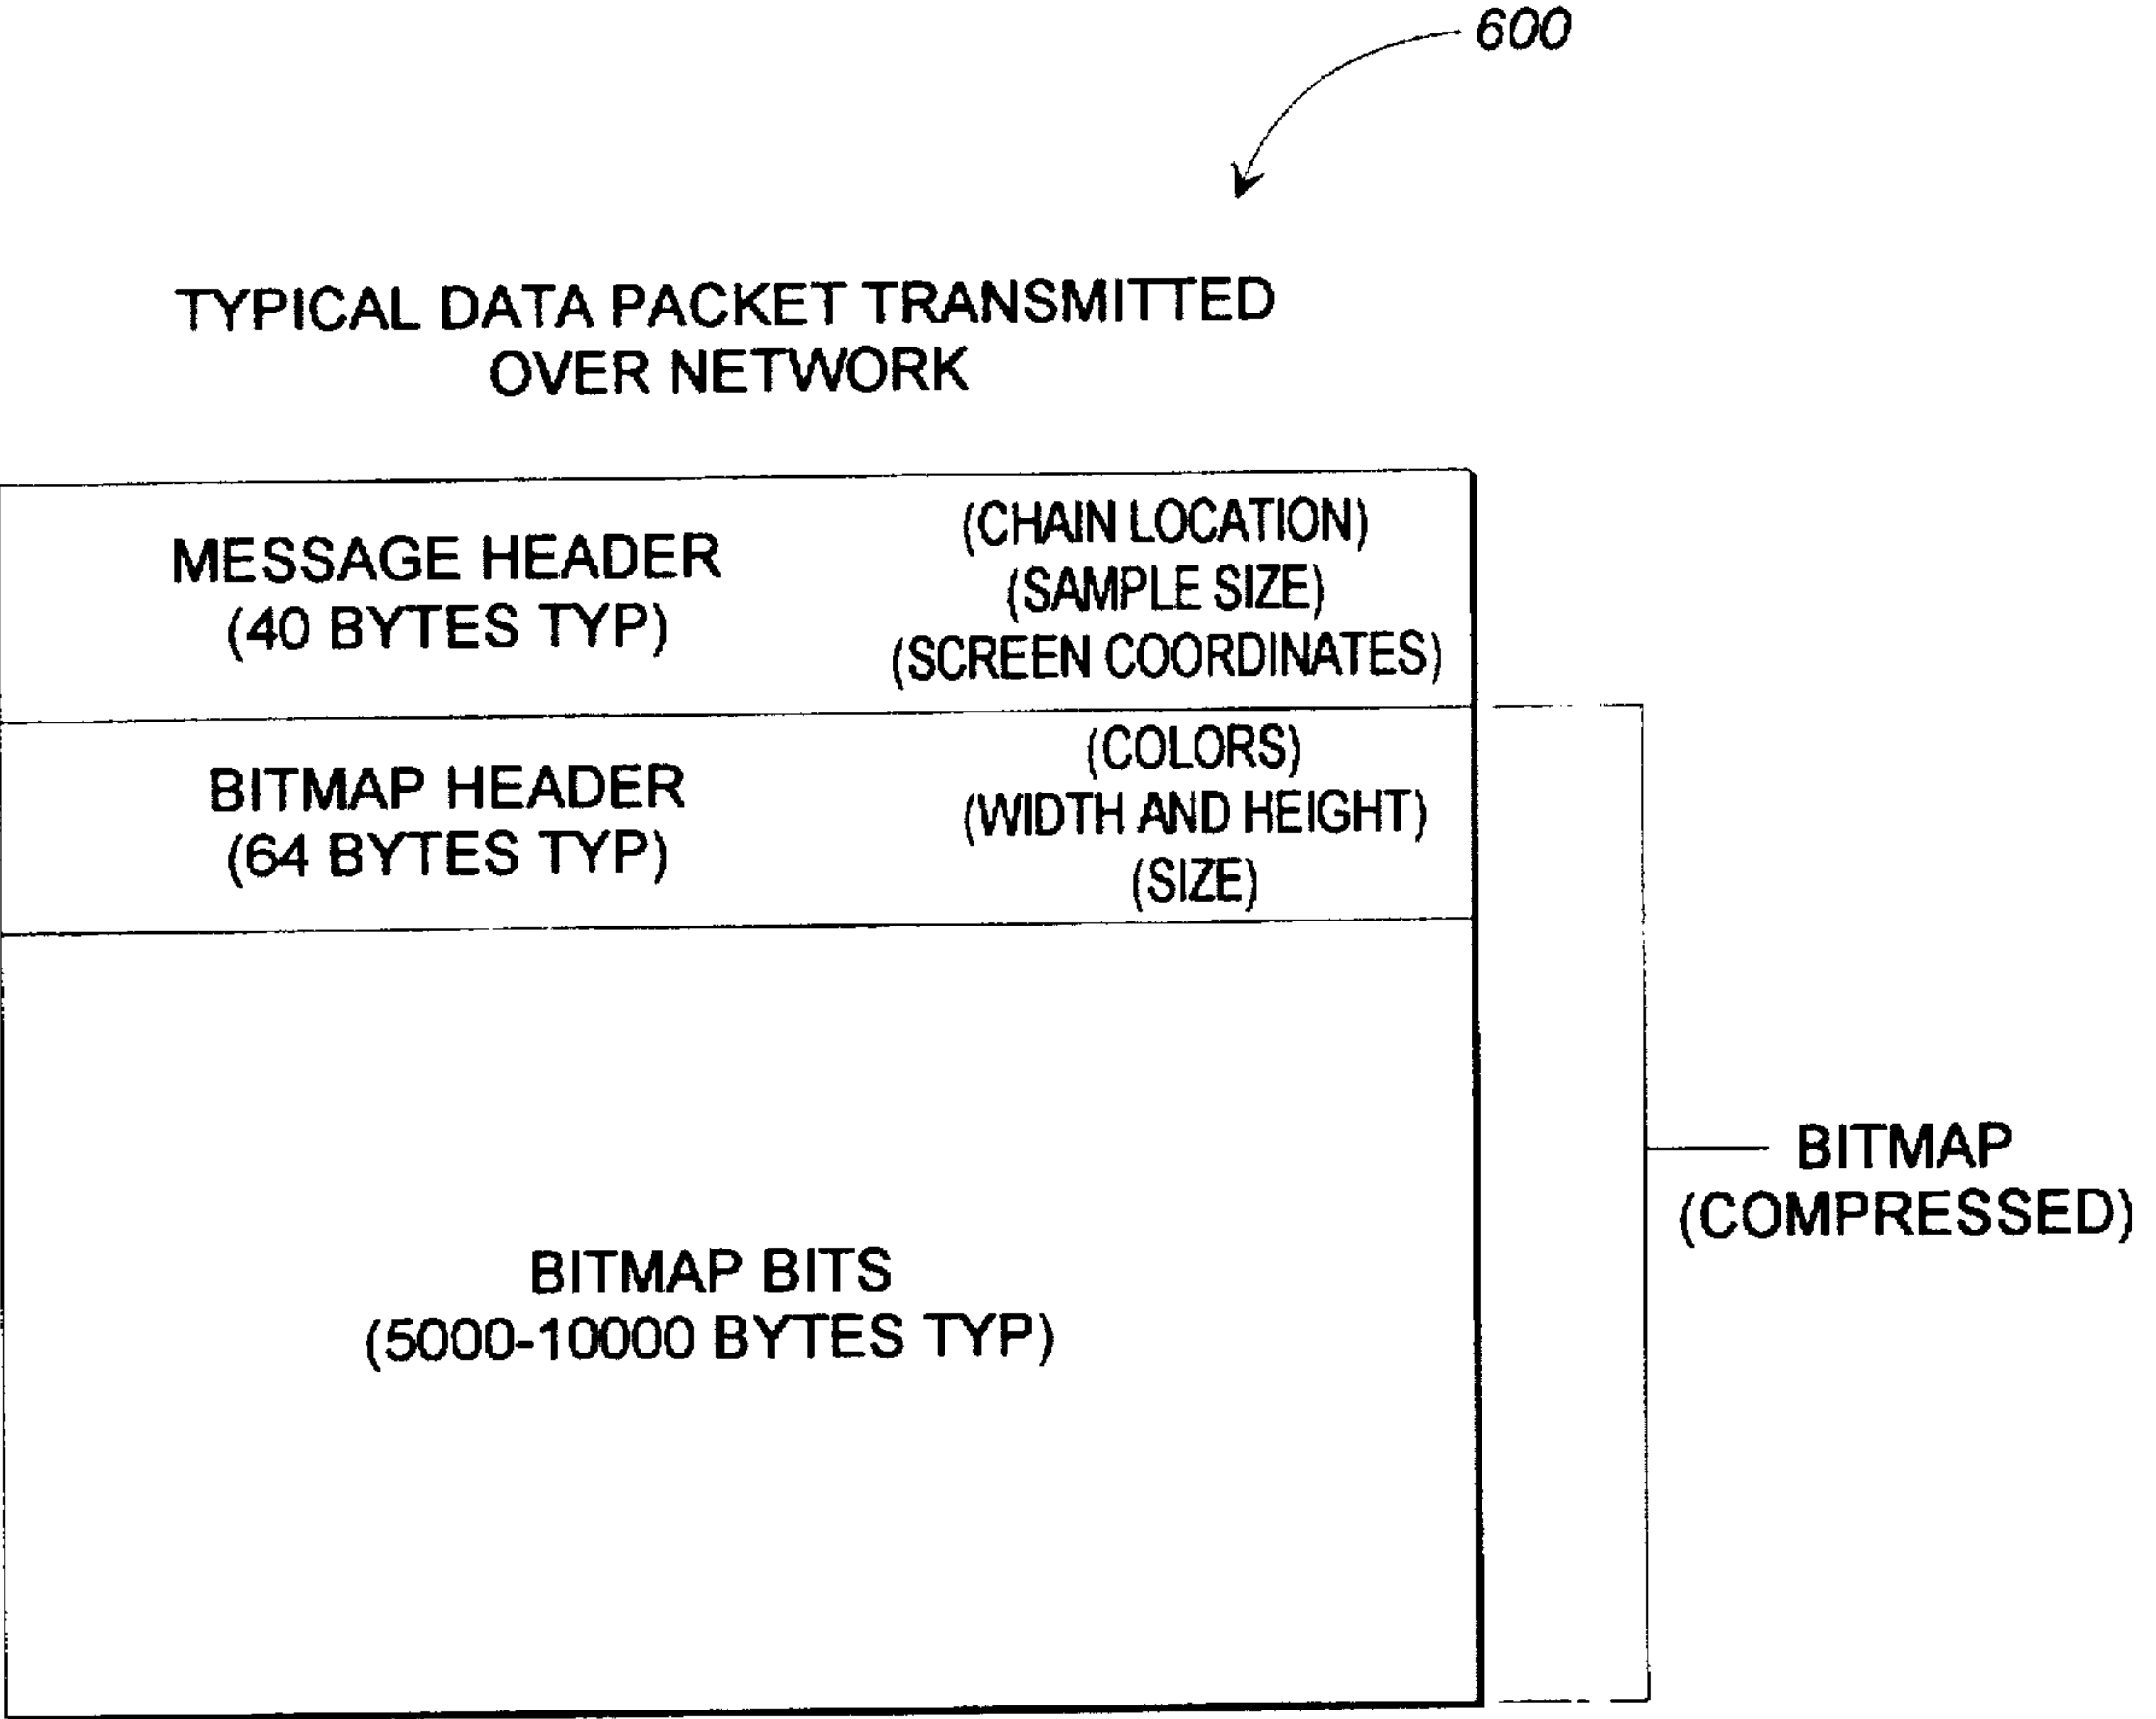 600
TYPICAL DATA PACKET TRANSMITTED
OVER NETWORK
MESSAGE HEADER
(40 BYTES TYP)
(CHAIN LOCATION)
(SAMPLE SIZE)
(SCREEN COORDINATES)
BITMAP HEADER
(64 BYTES TYP)
(COLORS)
(WIDTH AND HEIGHT)
(SIZE)
BITMAP BITS
(5000-10000 BYTES TYP)
BITMAP
(COMPRESSED)